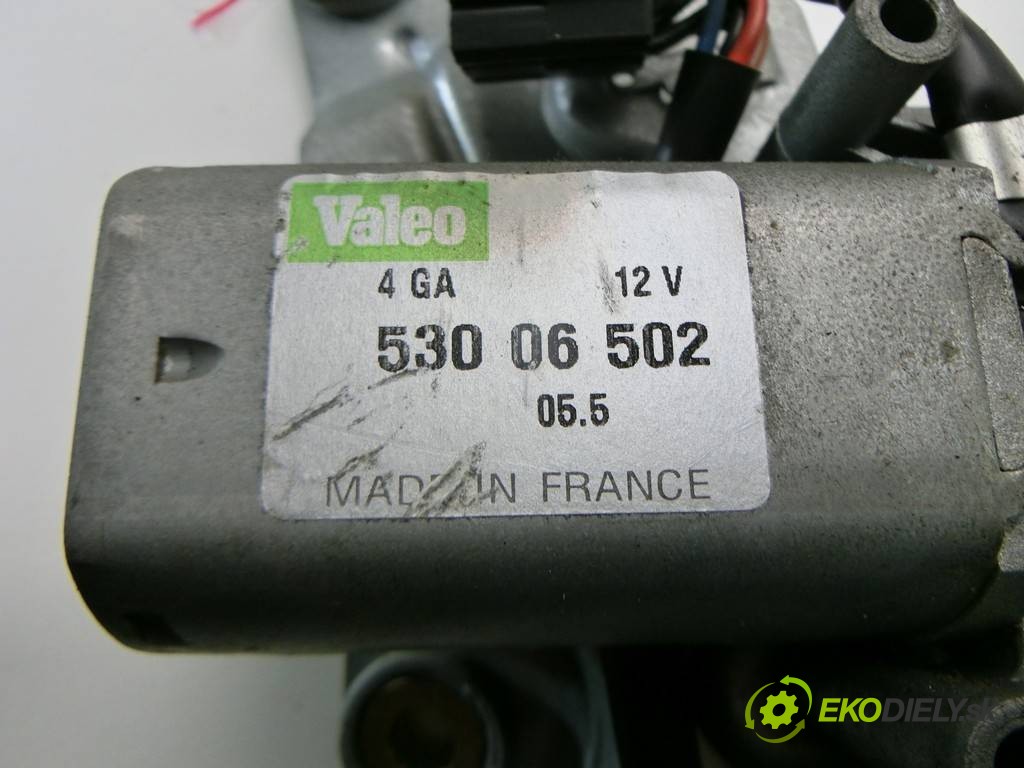 Valeo
4 GA 12 V
530 06 502
05.5
MADE IN FRANCE
EKODIELY.sk